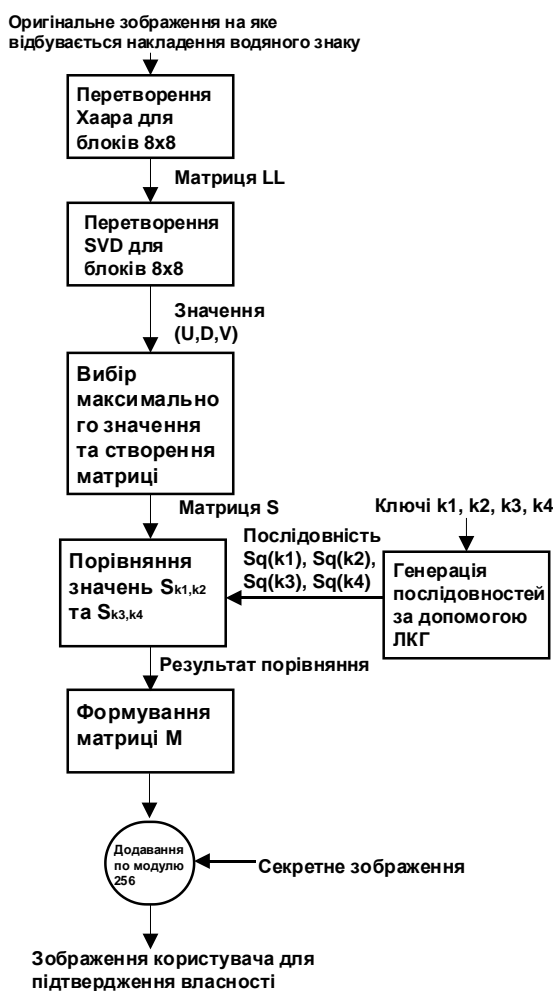 Оригінальне зображення на яке
відбувається накладення водяного знаку
Перетворення
Хаара для
блоків 8x8
Матриця LL
Перетворення
SVD для
блоків 8x8
Значення
(U,D,V)
Вибір
максимально
го значення
та створення
матриці
Матриця S
Ключі k1, k2, k3, k4
Послідовність
Sq(k1), Sq(k2),
Sq(k3), Sq(k4)
Порівняння
значень Sk1,k2
та Sk3,k4
Генерація
послідовностей
за допомогою
ЛКГ
Результат порівняння
Формування
матриці М
Додавання
по модулю
256
Секретне зображення
Зображення користувача для
підтвердження власності